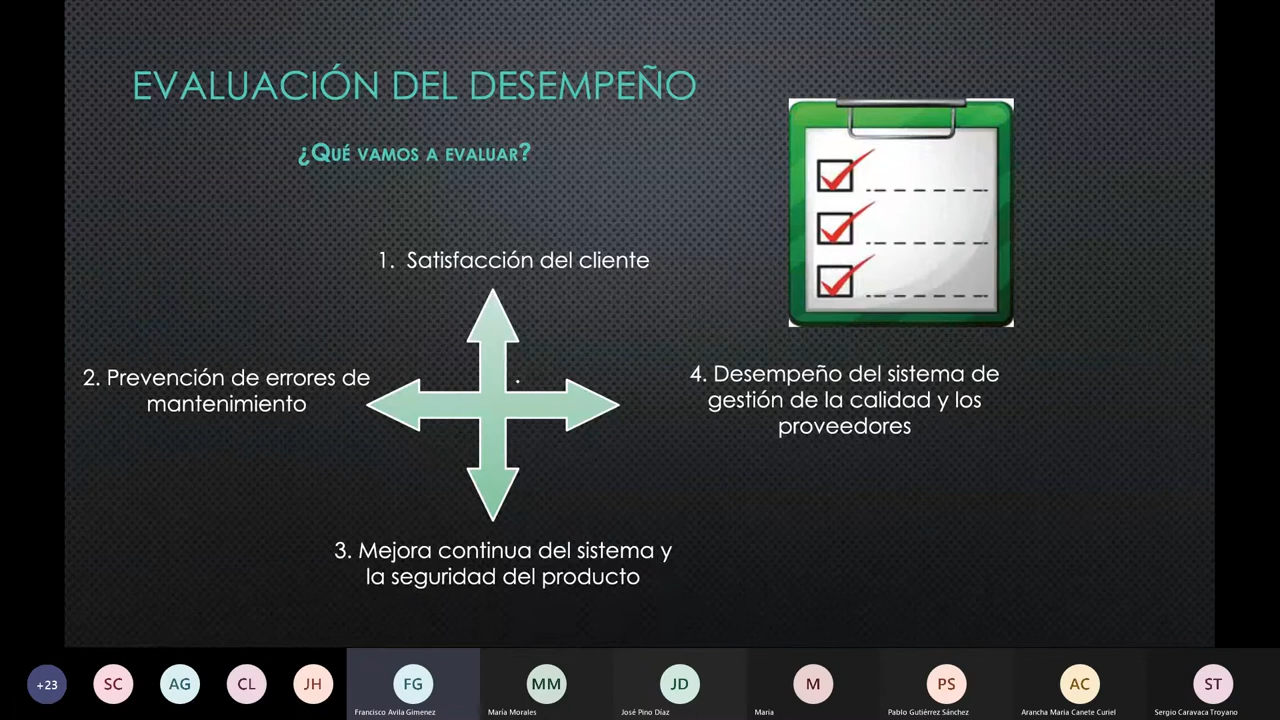 EVALUACIÓN DEL DESEMPEÑO
¿QUÉ VAMOS A EVALUAR?
1. Satisfacción del cliente
2. Prevención de errores de
mantenimiento
4. Desempeño del sistema de
gestión de la calidad y los
proveedores
3. Mejora continua del sistema y
la seguridad del producto
+23
SC
AG
CL
JH
FG
MM
JD
M
PS
AC
ST
Francisco Avila Gimenez
María Morales
José Pino Díaz
Maria
Pablo Gutiérrez Sánchez
Arancha Maria Canete Curiel
Sergio Caravaca Troyano